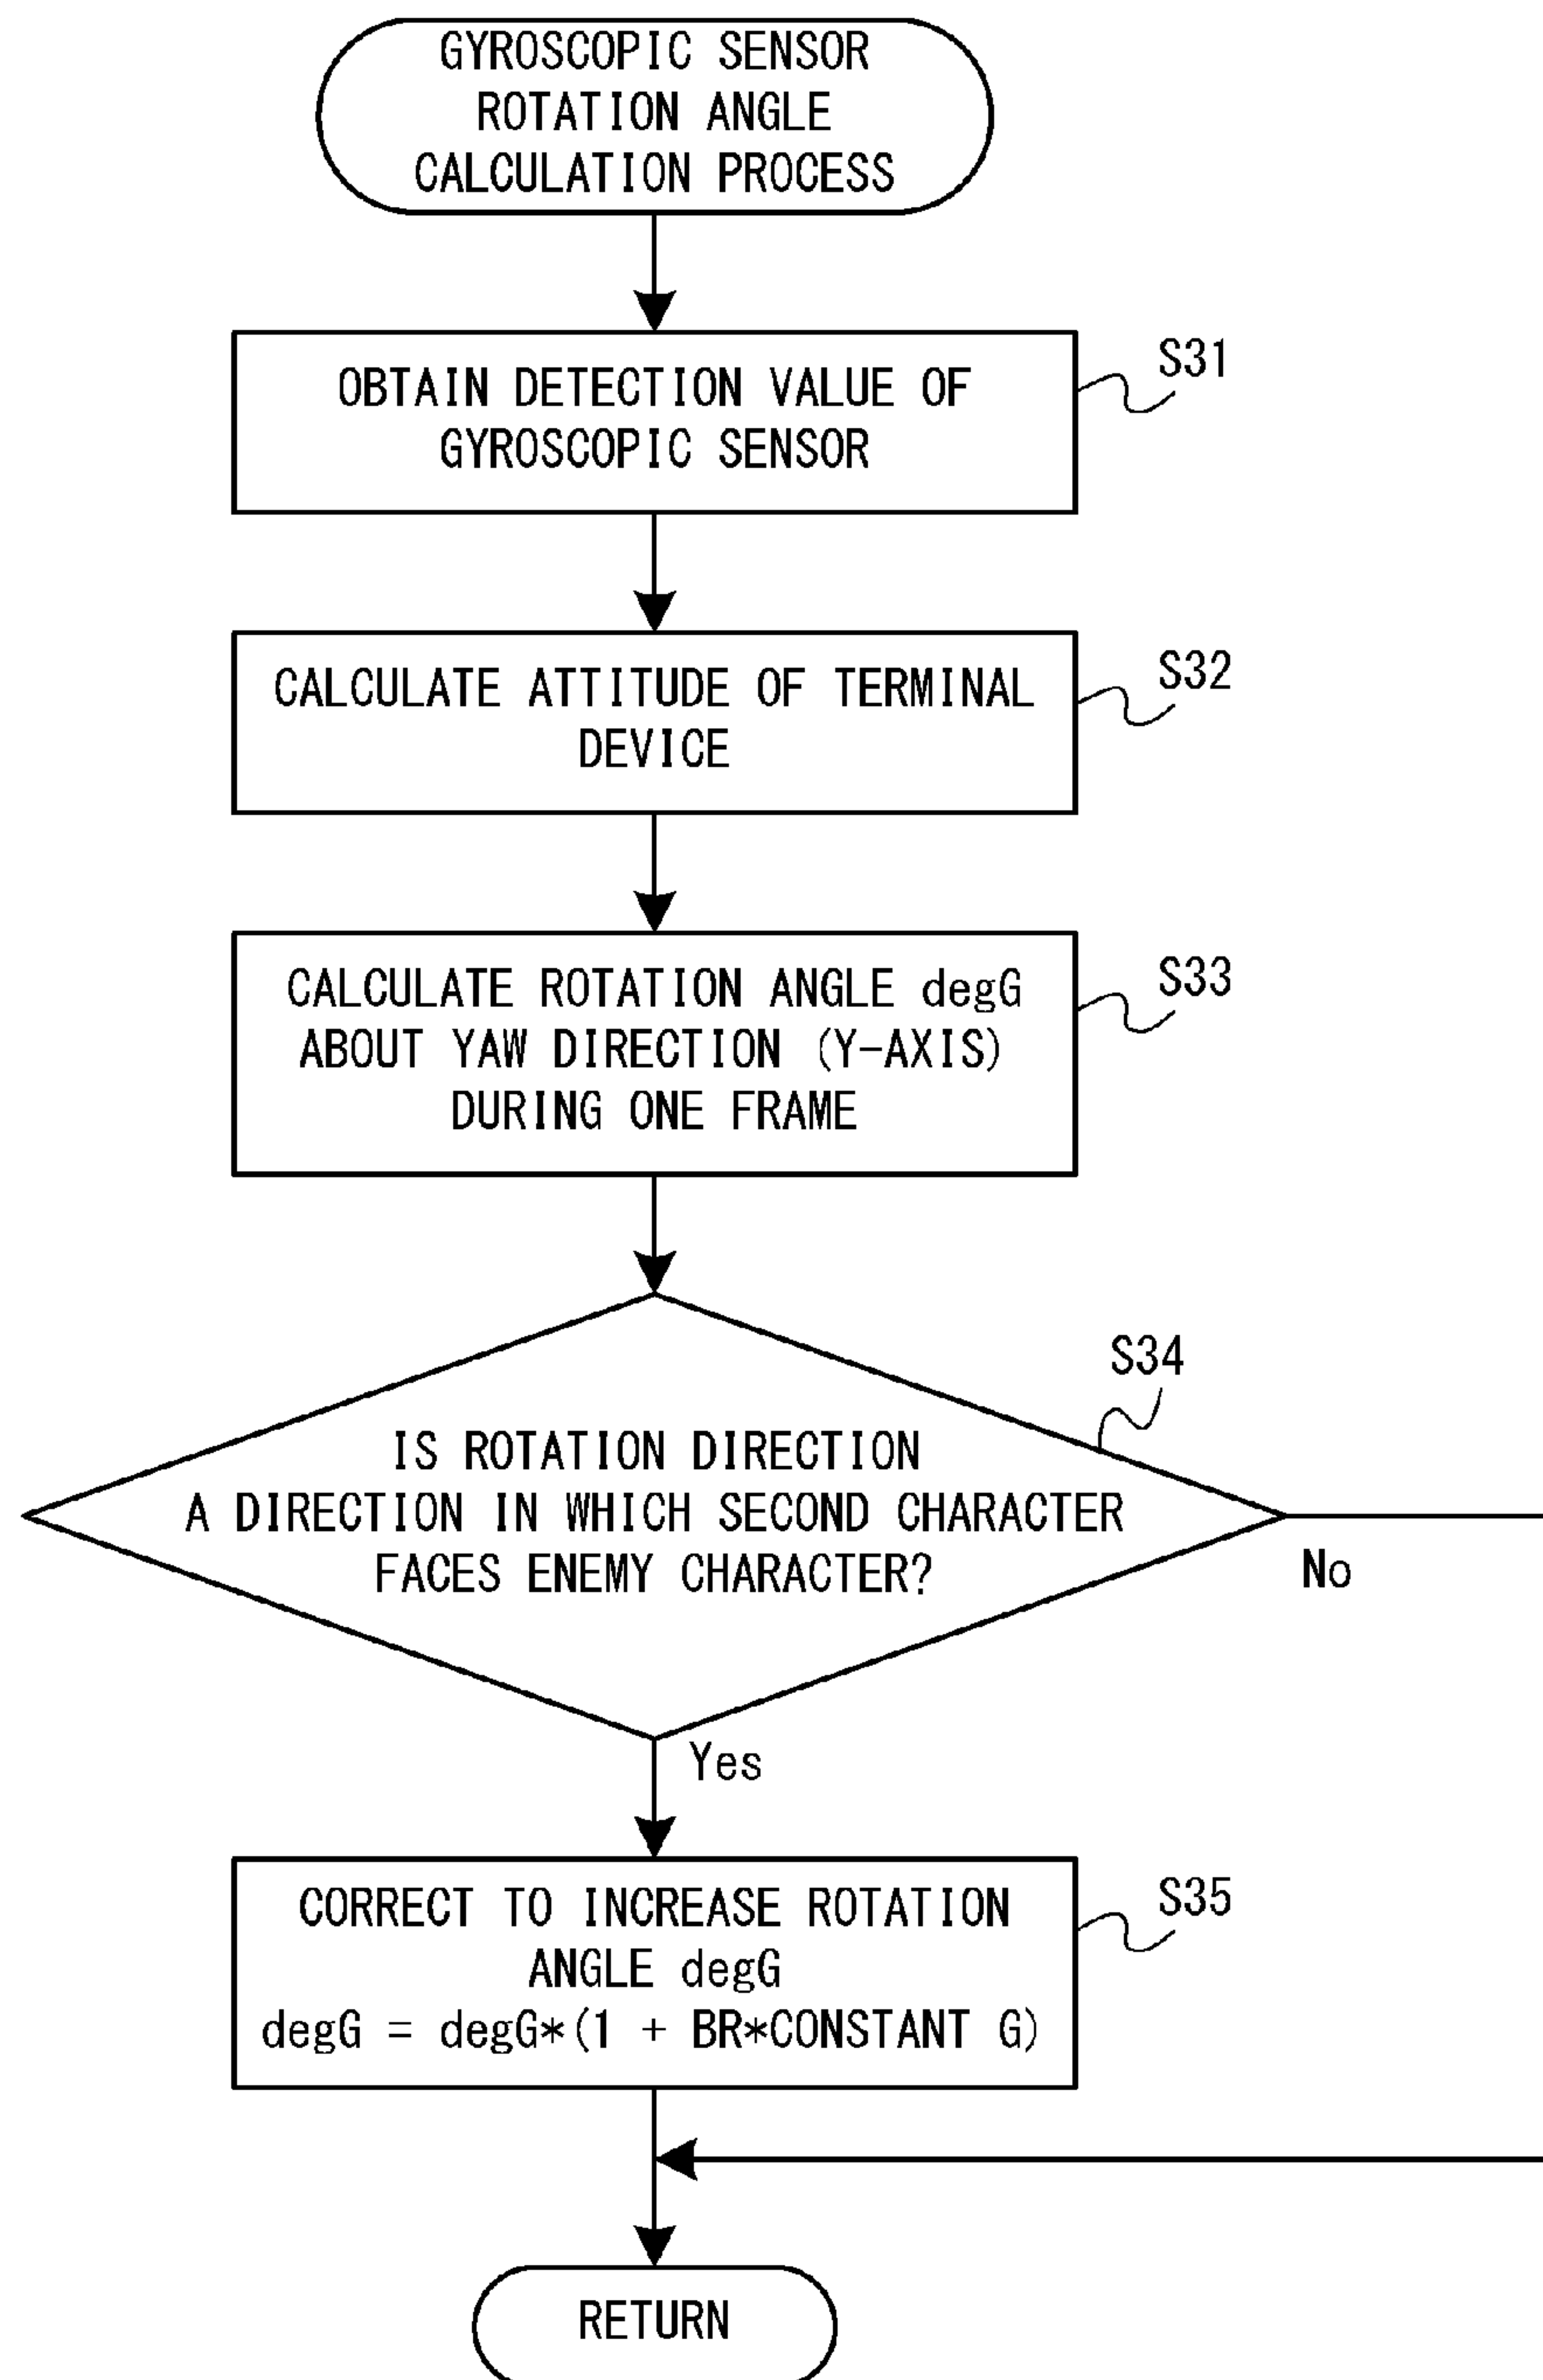 GYROSCOPIC SENSOR
ROTATION ANGLE
CALCULATION PROCESS
S31
OBTAIN DETECTION VALUE OF
GYROSCOPIC SENSOR
S32
CALCULATE ATTITUDE OF TERMINAL
DEVICE
S33
CALCULATE ROTATION ANGLE degG
ABOUT YAW DIRECTION (Y-AXIS)
DURING ONE FRAME
S34
IS ROTATION DIRECTION
A DIRECTION IN WHICH SECOND CHARACTER
FACES ENEMY CHARACTER?
No
Yes
S35
CORRECT TO INCREASE ROTATION
ANGLE degG
degG = degG*(1 + BR*CONSTANT G)
RETURN